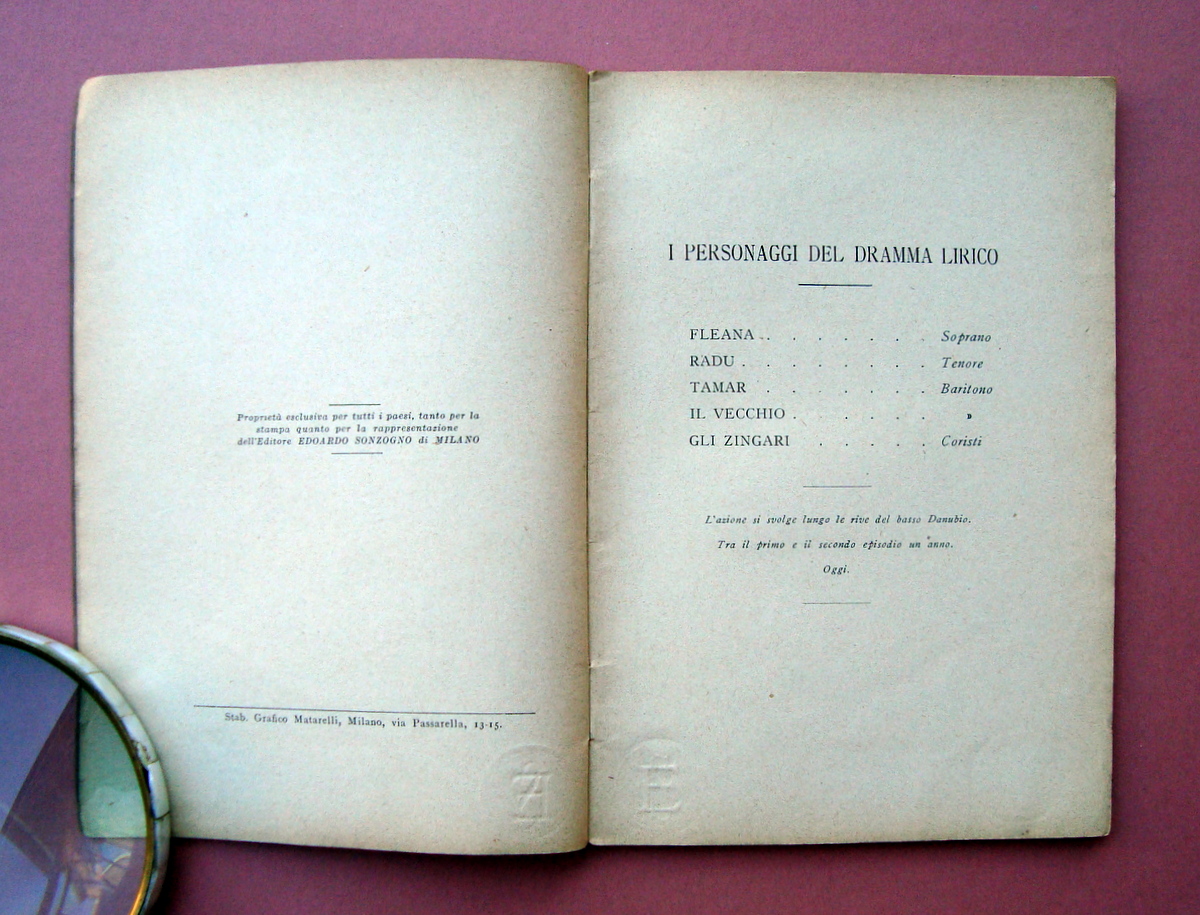 Proprietà esclusiva per tutti i paesi, tanto per la
stampa quanto per la rappresentazione
dell'Editore EDOARDO SONZOGNO di MILANO
Stab. Grafico Matarelli, Milano, via Passarella, 13-15.
I PERSONAGGI DEL DRAMMA LIRICO
FLEANA . . . . . . . . Soprano
RADU . . . . . . . . Tenore
TAMAR . . . . . . . Baritono
IL VECCHIO . . . . . . »
GLI ZINGARI . . . . . Coristi
L'azione si svolge lungo le rive del basso Danubio.
Tra il primo e il secondo episodio un anno.
Oggi.
E